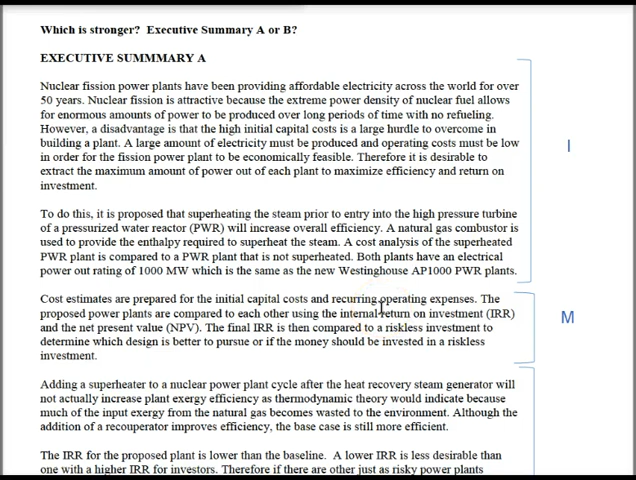 Which is stronger?  Executive Summary A or B?
EXECUTIVE SUMMMARY A
Nuclear fission power plants have been providing affordable electricity across the world for over
50 years. Nuclear fission is attractive because the extreme power density of nuclear fuel allows
for enormous amounts of power to be produced over long periods of time with no refueling.
However, a disadvantage is that the high initial capital costs is a large hurdle to overcome in
building a plant. A large amount of electricity must be produced and operating costs must be low
in order for the fission power plant to be economically feasible. Therefore it is desirable to
extract the maximum amount of power out of each plant to maximize efficiency and return on
investment.
I
To do this, it is proposed that superheating the steam prior to entry into the high pressure turbine
of a pressurized water reactor (PWR) will increase overall efficiency. A natural gas combustor is
used to provide the enthalpy required to superheat the steam. A cost analysis of the superheated
PWR plant is compared to a PWR plant that is not superheated. Both plants have an electrical
power out rating of 1000 MW which is the same as the new Westinghouse AP1000 PWR plants.
Cost estimates are prepared for the initial capital costs and recurring operating expenses. The
proposed power plants are compared to each other using the internal return on investment (IRR)
and the net present value (NPV). The final IRR is then compared to a riskless investment to
determine which design is better to pursue or if the money should be invested in a riskless
investment.
M
Adding a superheater to a nuclear power plant cycle after the heat recovery steam generator will
not actually increase plant exergy efficiency as thermodynamic theory would indicate because
much of the input exergy from the natural gas becomes wasted to the environment. Although the
addition of a recouperator improves efficiency, the base case is still more efficient.
The IRR for the proposed plant is lower than the baseline.  A lower IRR is less desirable than
one with a higher IRR for investors. Therefore if there are other just as risky power plants